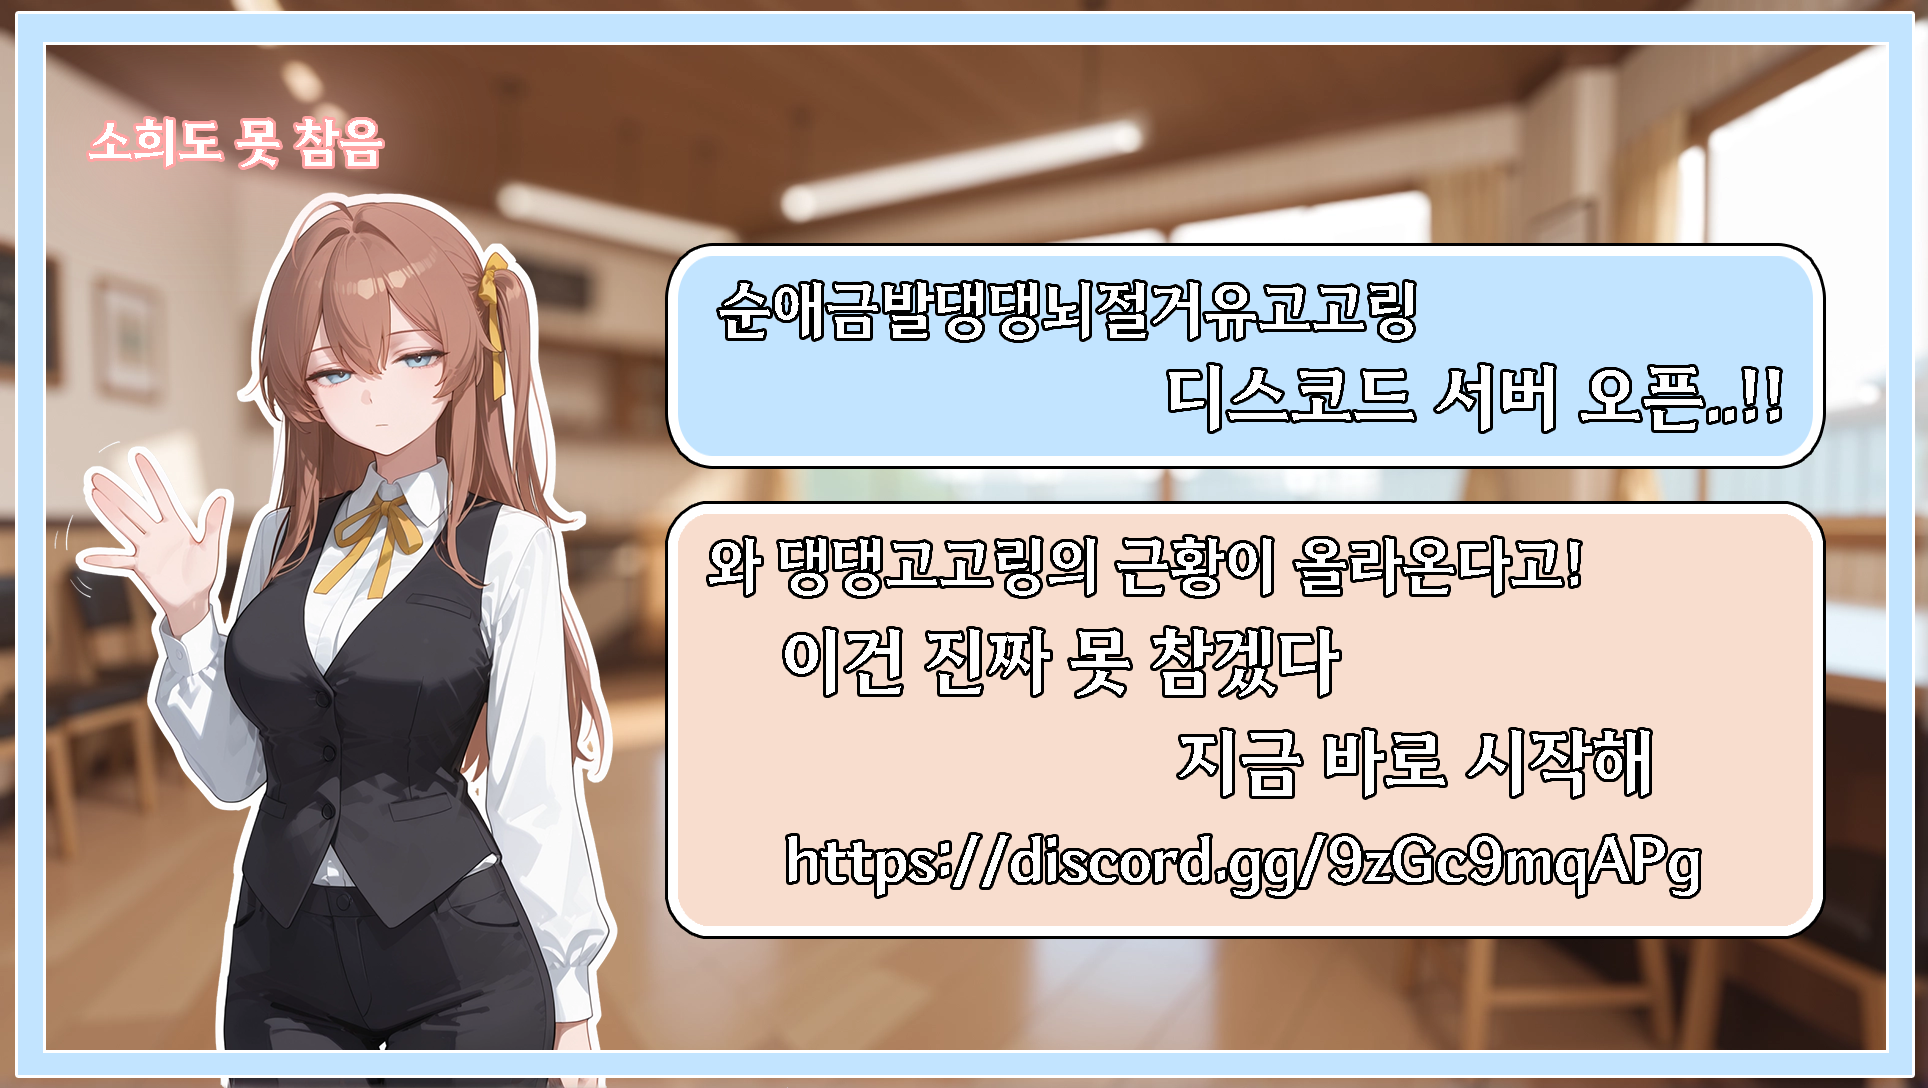 소희도 못 참음
순애금발댕댕뇌절거유고고링
디스코드 서버 오픈..!!
와 댕댕고고링의 근황이 올라온다고!
이건 진짜 못 참겠다
지금 바로 시작해
https://discord.gg/9zGc9mqAPg